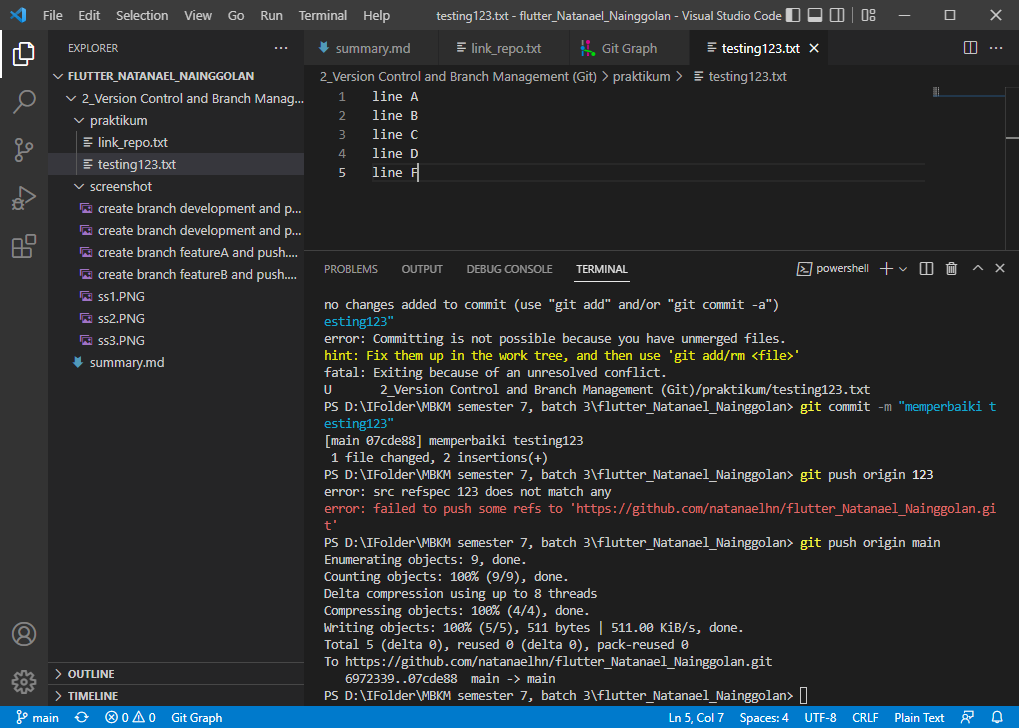 File Edit Selection View Go Run Terminal Help testing123.txt - flutter_Natanael_Nainggolan - Visual Studio Code
EXPLORER
FLUTTER_NATANAEL_NAINGGOLAN
2_Version Control and Branch Manag...
praktikum
link_repo.txt
testing123.txt
screenshot
create branch development and p...
create branch development and p...
create branch featureA and push....
create branch featureB and push....
ss1.PNG
ss2.PNG
ss3.PNG
summary.md
OUTLINE
TIMELINE
summary.md link_repo.txt Git Graph testing123.txt
2_Version Control and Branch Management (Git) > praktikum > testing123.txt
1 line A
2 line B
3 line C
4 line D
5 line F
PROBLEMS OUTPUT DEBUG CONSOLE TERMINAL powershell
no changes added to commit (use "git add" and/or "git commit -a")
esting123"
error: Committing is not possible because you have unmerged files.
hint: Fix them up in the work tree, and then use 'git add/rm <file>'
fatal: Exiting because of an unresolved conflict.
U 2_Version Control and Branch Management (Git)/praktikum/testing123.txt
PS D:\IFolder\MBKM semester 7, batch 3\flutter_Natanael_Nainggolan> git commit -m "memperbaiki t
esting123"
[main 07cde88] memperbaiki testing123
1 file changed, 2 insertions(+)
PS D:\IFolder\MBKM semester 7, batch 3\flutter_Natanael_Nainggolan> git push origin 123
error: src refspec 123 does not match any
error: failed to push some refs to 'https://github.com/natanaelhn/flutter_Natanael_Nainggolan.gi
t'
PS D:\IFolder\MBKM semester 7, batch 3\flutter_Natanael_Nainggolan> git push origin main
Enumerating objects: 9, done.
Counting objects: 100% (9/9), done.
Delta compression using up to 8 threads
Compressing objects: 100% (4/4), done.
Writing objects: 100% (5/5), 511 bytes | 511.00 KiB/s, done.
Total 5 (delta 0), reused 0 (delta 0), pack-reused 0
To https://github.com/natanaelhn/flutter_Natanael_Nainggolan.git
6972339..07cde88 main -> main
PS D:\IFolder\MBKM semester 7, batch 3\flutter_Natanael_Nainggolan>
main 0 0 Git Graph Ln 5, Col 7 Spaces: 4 UTF-8 CRLF Plain Text